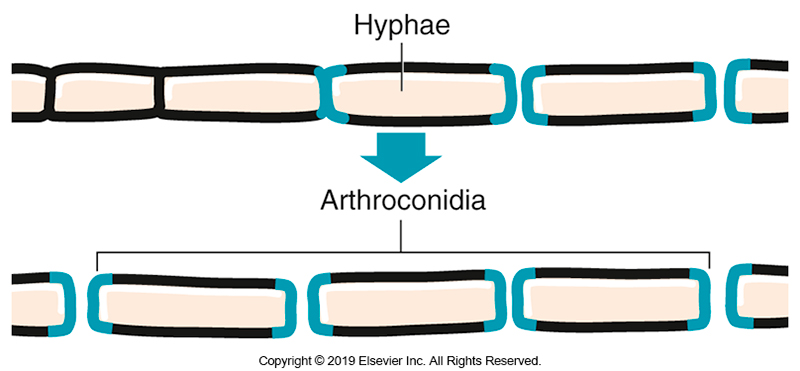 Hyphae
Arthroconidia
Copyright © 2019 Elsevier Inc. All Rights Reserved.